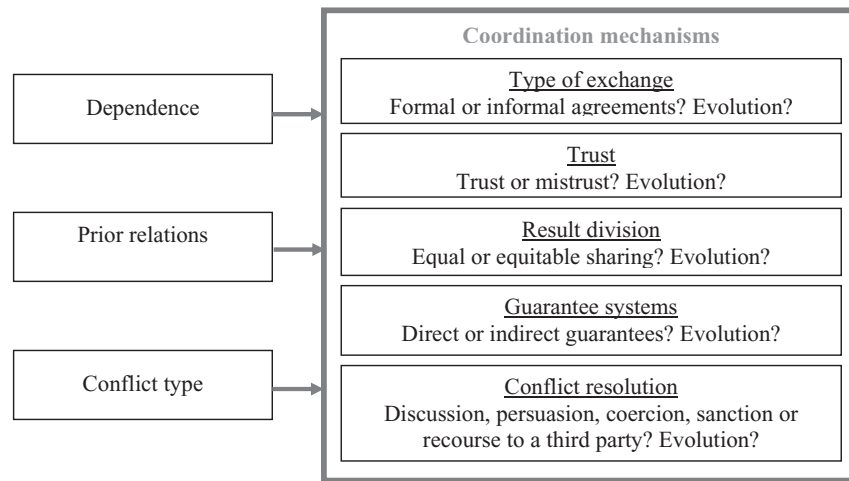 Dependence
Prior relations
Conflict type
Coordination mechanisms
Type of exchange
Formal or informal agreements? Evolution?
Trust
Trust or mistrust? Evolution?
Result division
Equal or equitable sharing? Evolution?
Guarantee systems
Direct or indirect guarantees? Evolution?
Conflict resolution
Discussion, persuasion, coercion, sanction or
recourse to a third party? Evolution?